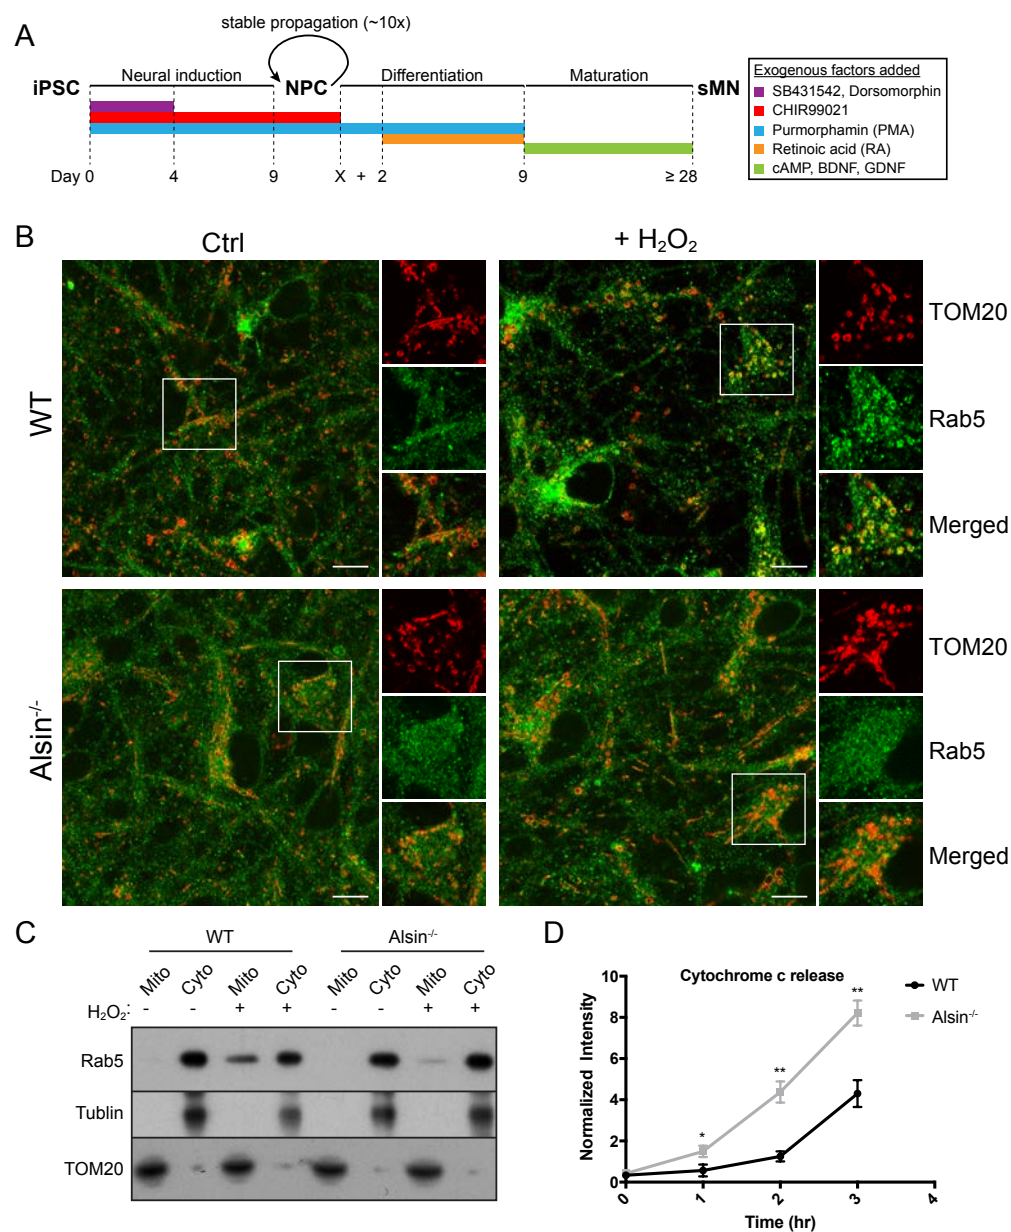 A
stable propagation (~10x)
Neural induction
Differentiation
Maturation
iPSC
NPC
sMN
Day 0 4 9 X + 2 9 ≥ 28
Exogenous factors added
SB431542, Dorsomorphin
CHIR99021
Purmorphamin (PMA)
Retinoic acid (RA)
cAMP, BDNF, GDNF
B
Ctrl
+ H₂O₂
WT
TOM20
Rab5
Merged
Alsin⁻/⁻
TOM20
Rab5
Merged
C
WT
Alsin⁻/⁻
Mito Cyto Mito Cyto Mito Cyto Mito Cyto
H₂O₂: - - + + - - + +
Rab5
Tublin
TOM20
D
Cytochrome c release
WT
Alsin⁻/⁻
Normalized Intensity
10
8
6
4
2
0
*
**
**
0 1 2 3 4
Time (hr)